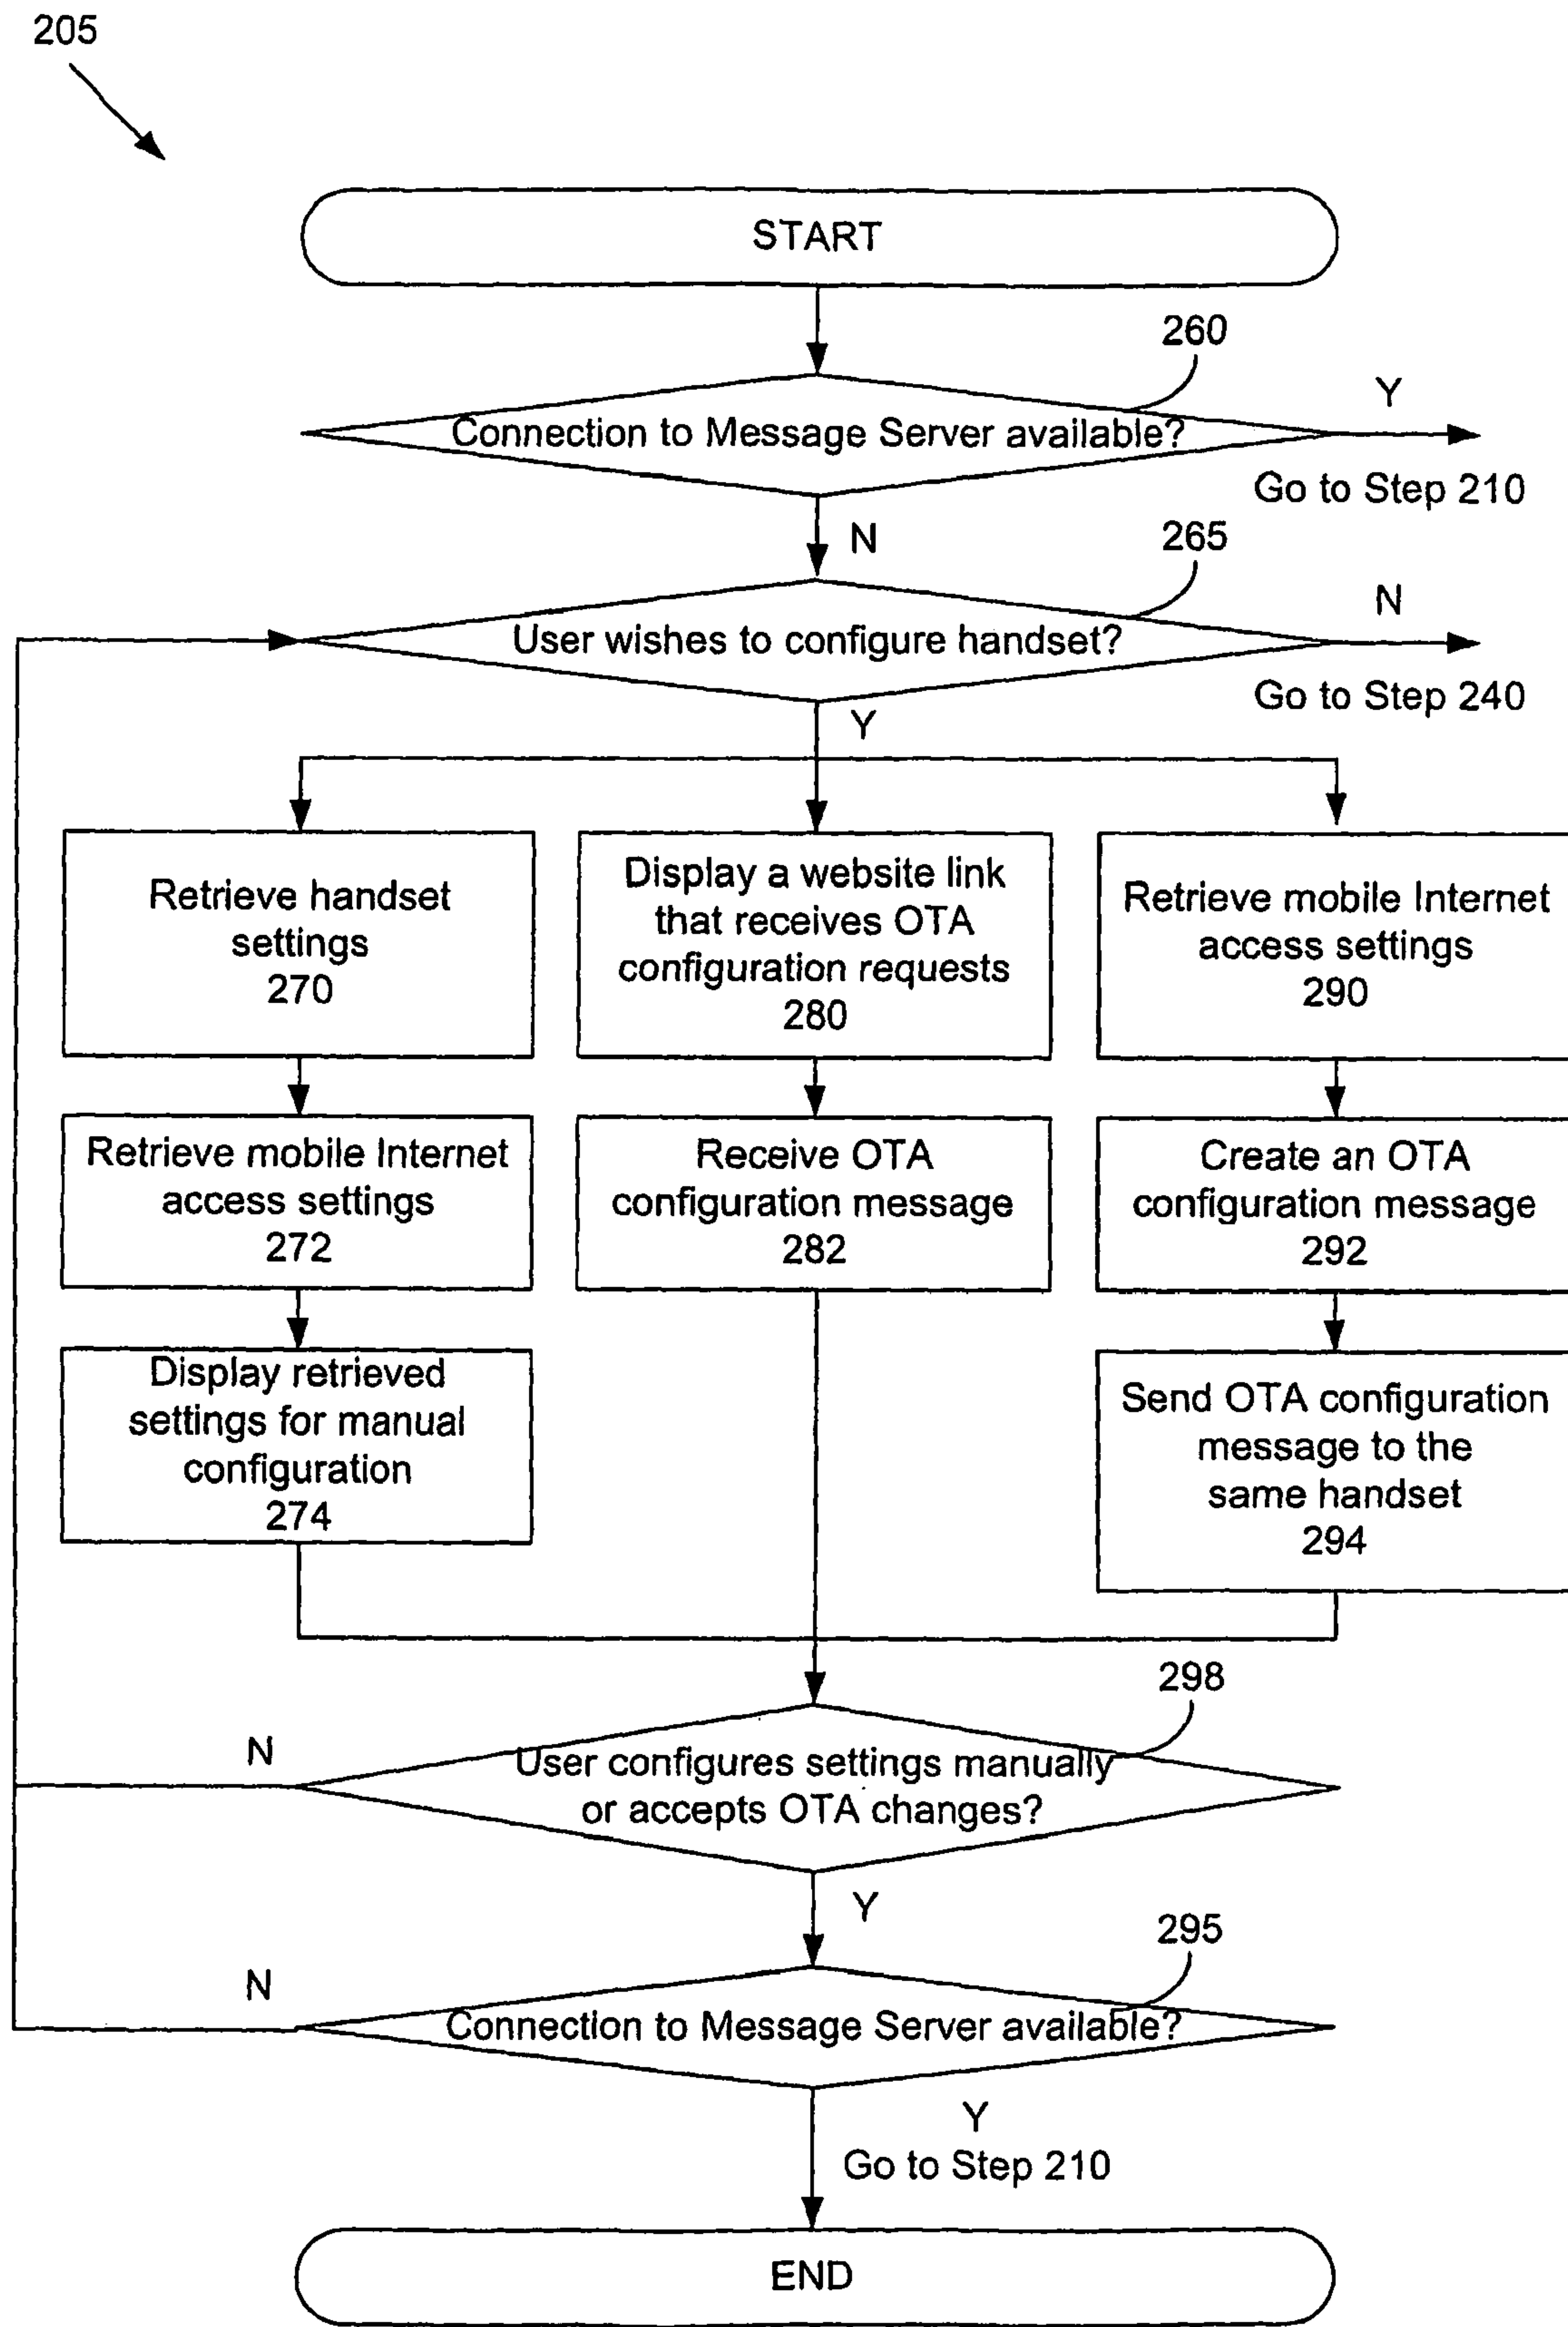 205
START
260
Connection to Message Server available?
Y
Go to Step 210
N
265
User wishes to configure handset?
N
Go to Step 240
Y
Retrieve handset
settings
270
Display a website link
that receives OTA
configuration requests
280
Retrieve mobile Internet
access settings
290
Retrieve mobile Internet
access settings
272
Receive OTA
configuration message
282
Create an OTA
configuration message
292
Display retrieved
settings for manual
configuration
274
Send OTA configuration
message to the
same handset
294
298
N
User configures settings manually
or accepts OTA changes?
Y
295
N
Connection to Message Server available?
Y
Go to Step 210
END